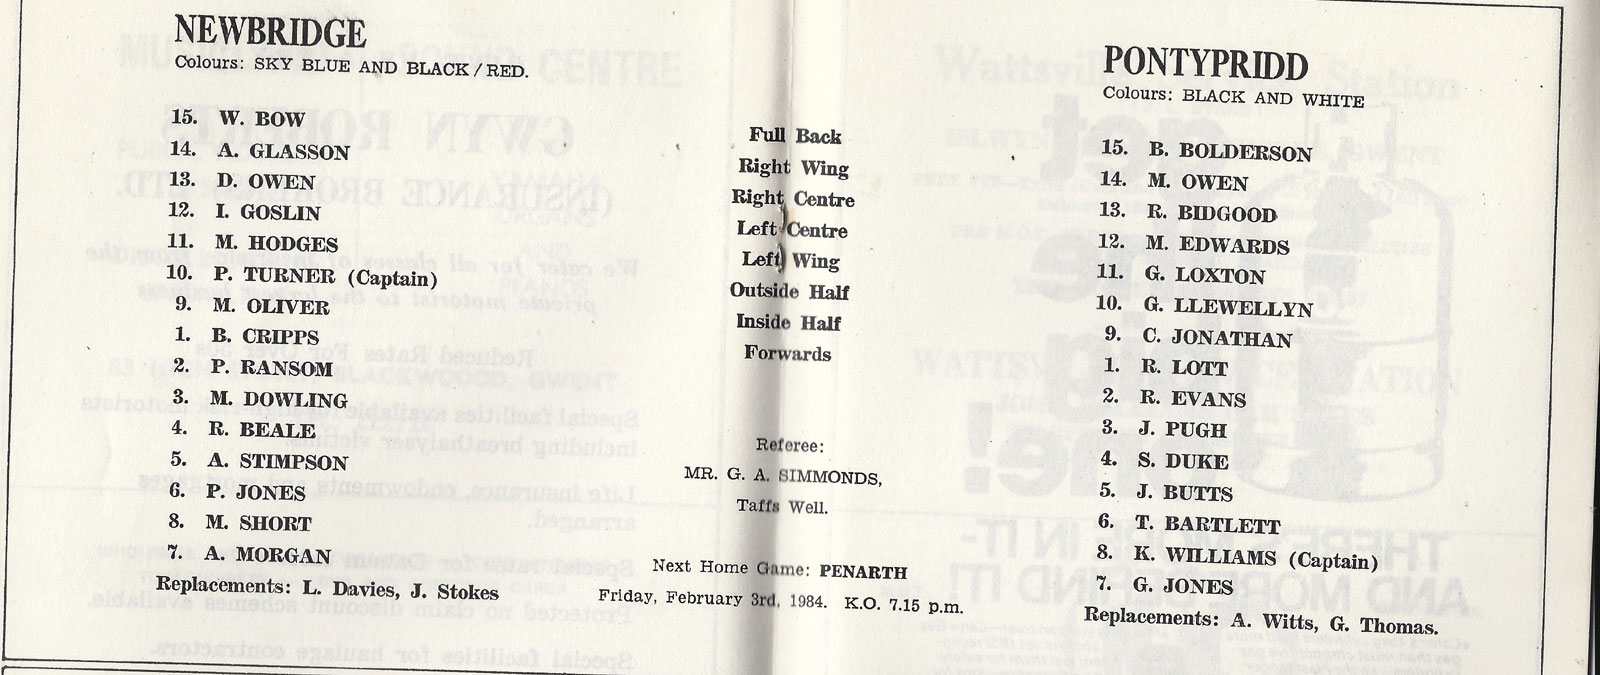 NEWBRIDGE
Colours: SKY BLUE AND BLACK/RED.
15. W. BOW
14. A. GLASSON
13. D. OWEN
12. I. GOSLIN
11. M. HODGES
10. P. TURNER (Captain)
9. M. OLIVER
1. B. CRIPPS
2. P. RANSOM
3. M. DOWLING
4. R. BEALE
5. A. STIMPSON
6. P. JONES
8. M. SHORT
7. A. MORGAN
Replacements: L. Davies, J. Stokes
Full Back
Right Wing
Right Centre
Left Centre
Left Wing
Outside Half
Inside Half
Forwards
Referee:
MR. G. A. SIMMONDS,
Taffs Well.
Next Home Game: PENARTH
Friday, February 3rd, 1984. K.O. 7.15 p.m.
PONTYPRIDD
Colours: BLACK AND WHITE
15. B. BOLDERSON
14. M. OWEN
13. R. BIDGOOD
12. M. EDWARDS
11. G. LOXTON
10. G. LLEWELLYN
9. C. JONATHAN
1. R. LOTT
2. R. EVANS
3. J. PUGH
4. S. DUKE
5. J. BUTTS
6. T. BARTLETT
8. K. WILLIAMS (Captain)
7. G. JONES
Replacements: A. Witts, G. Thomas.